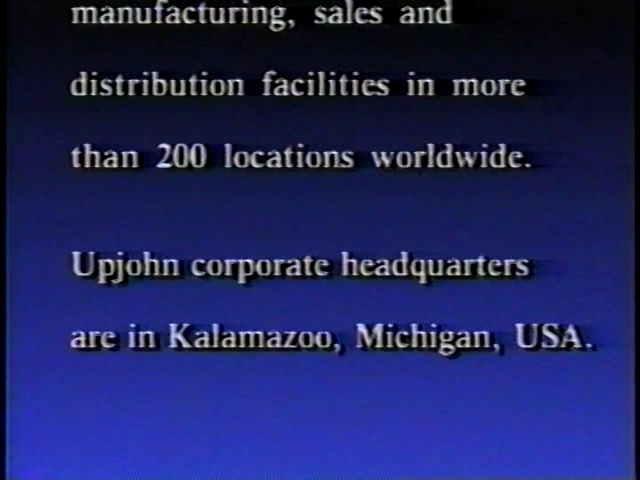 manufacturing, sales and
distribution facilities in more
than 200 locations worldwide.
Upjohn corporate headquarters
are in Kalamazoo, Michigan, USA.